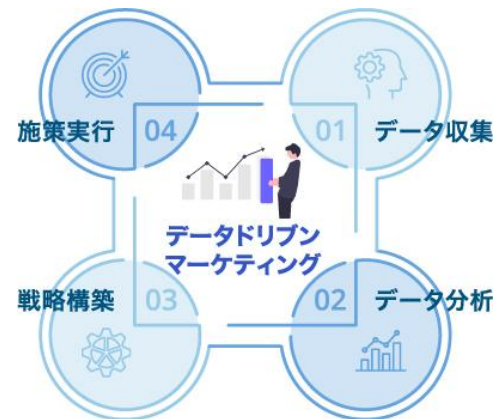 施策実行 04
01 データ収集
データドリブン
マーケティング
戦略構築 03
02 データ分析